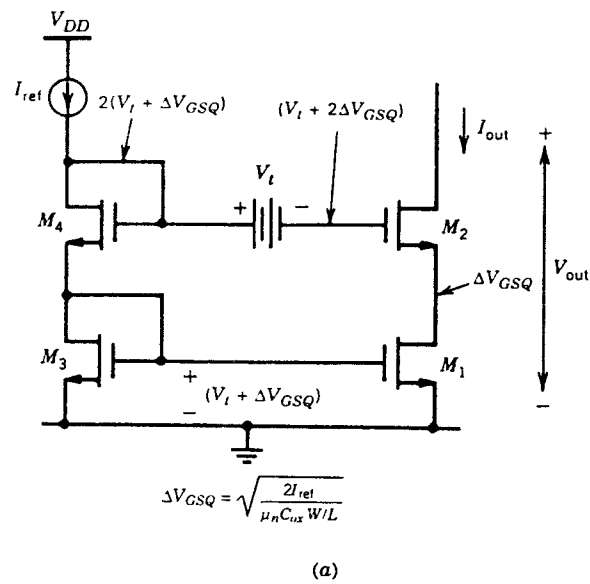 V_DD
I_ref
2(V_t + ΔV_GSQ)
(V_t + 2ΔV_GSQ)
I_out
+
V_t
+ −
M_4
M_2
ΔV_GSQ
V_out
M_3
M_1
+
(V_t + ΔV_GSQ)
−
−
ΔV_GSQ = √(2I_ref / μ_n C_ox W/L)
(a)